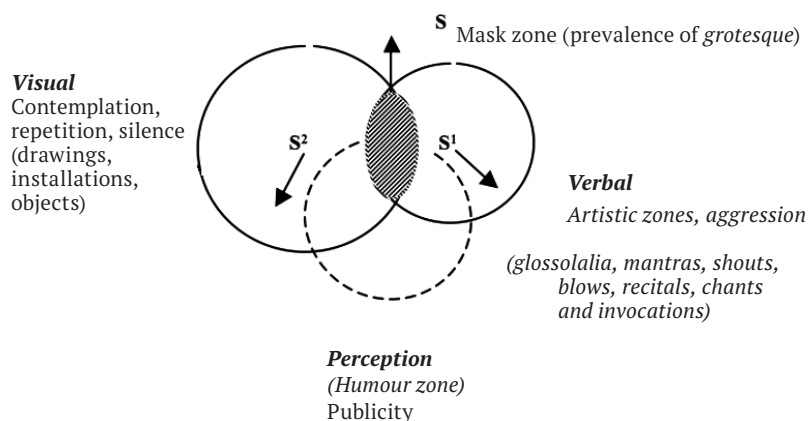 S
Mask zone (prevalence of grotesque)
Visual
Contemplation,
repetition, silence
(drawings,
installations,
objects)
S²
S¹
Verbal
Artistic zones, aggression
(glossolalia, mantras, shouts,
blows, recitals, chants
and invocations)
Perception
(Humour zone)
Publicity